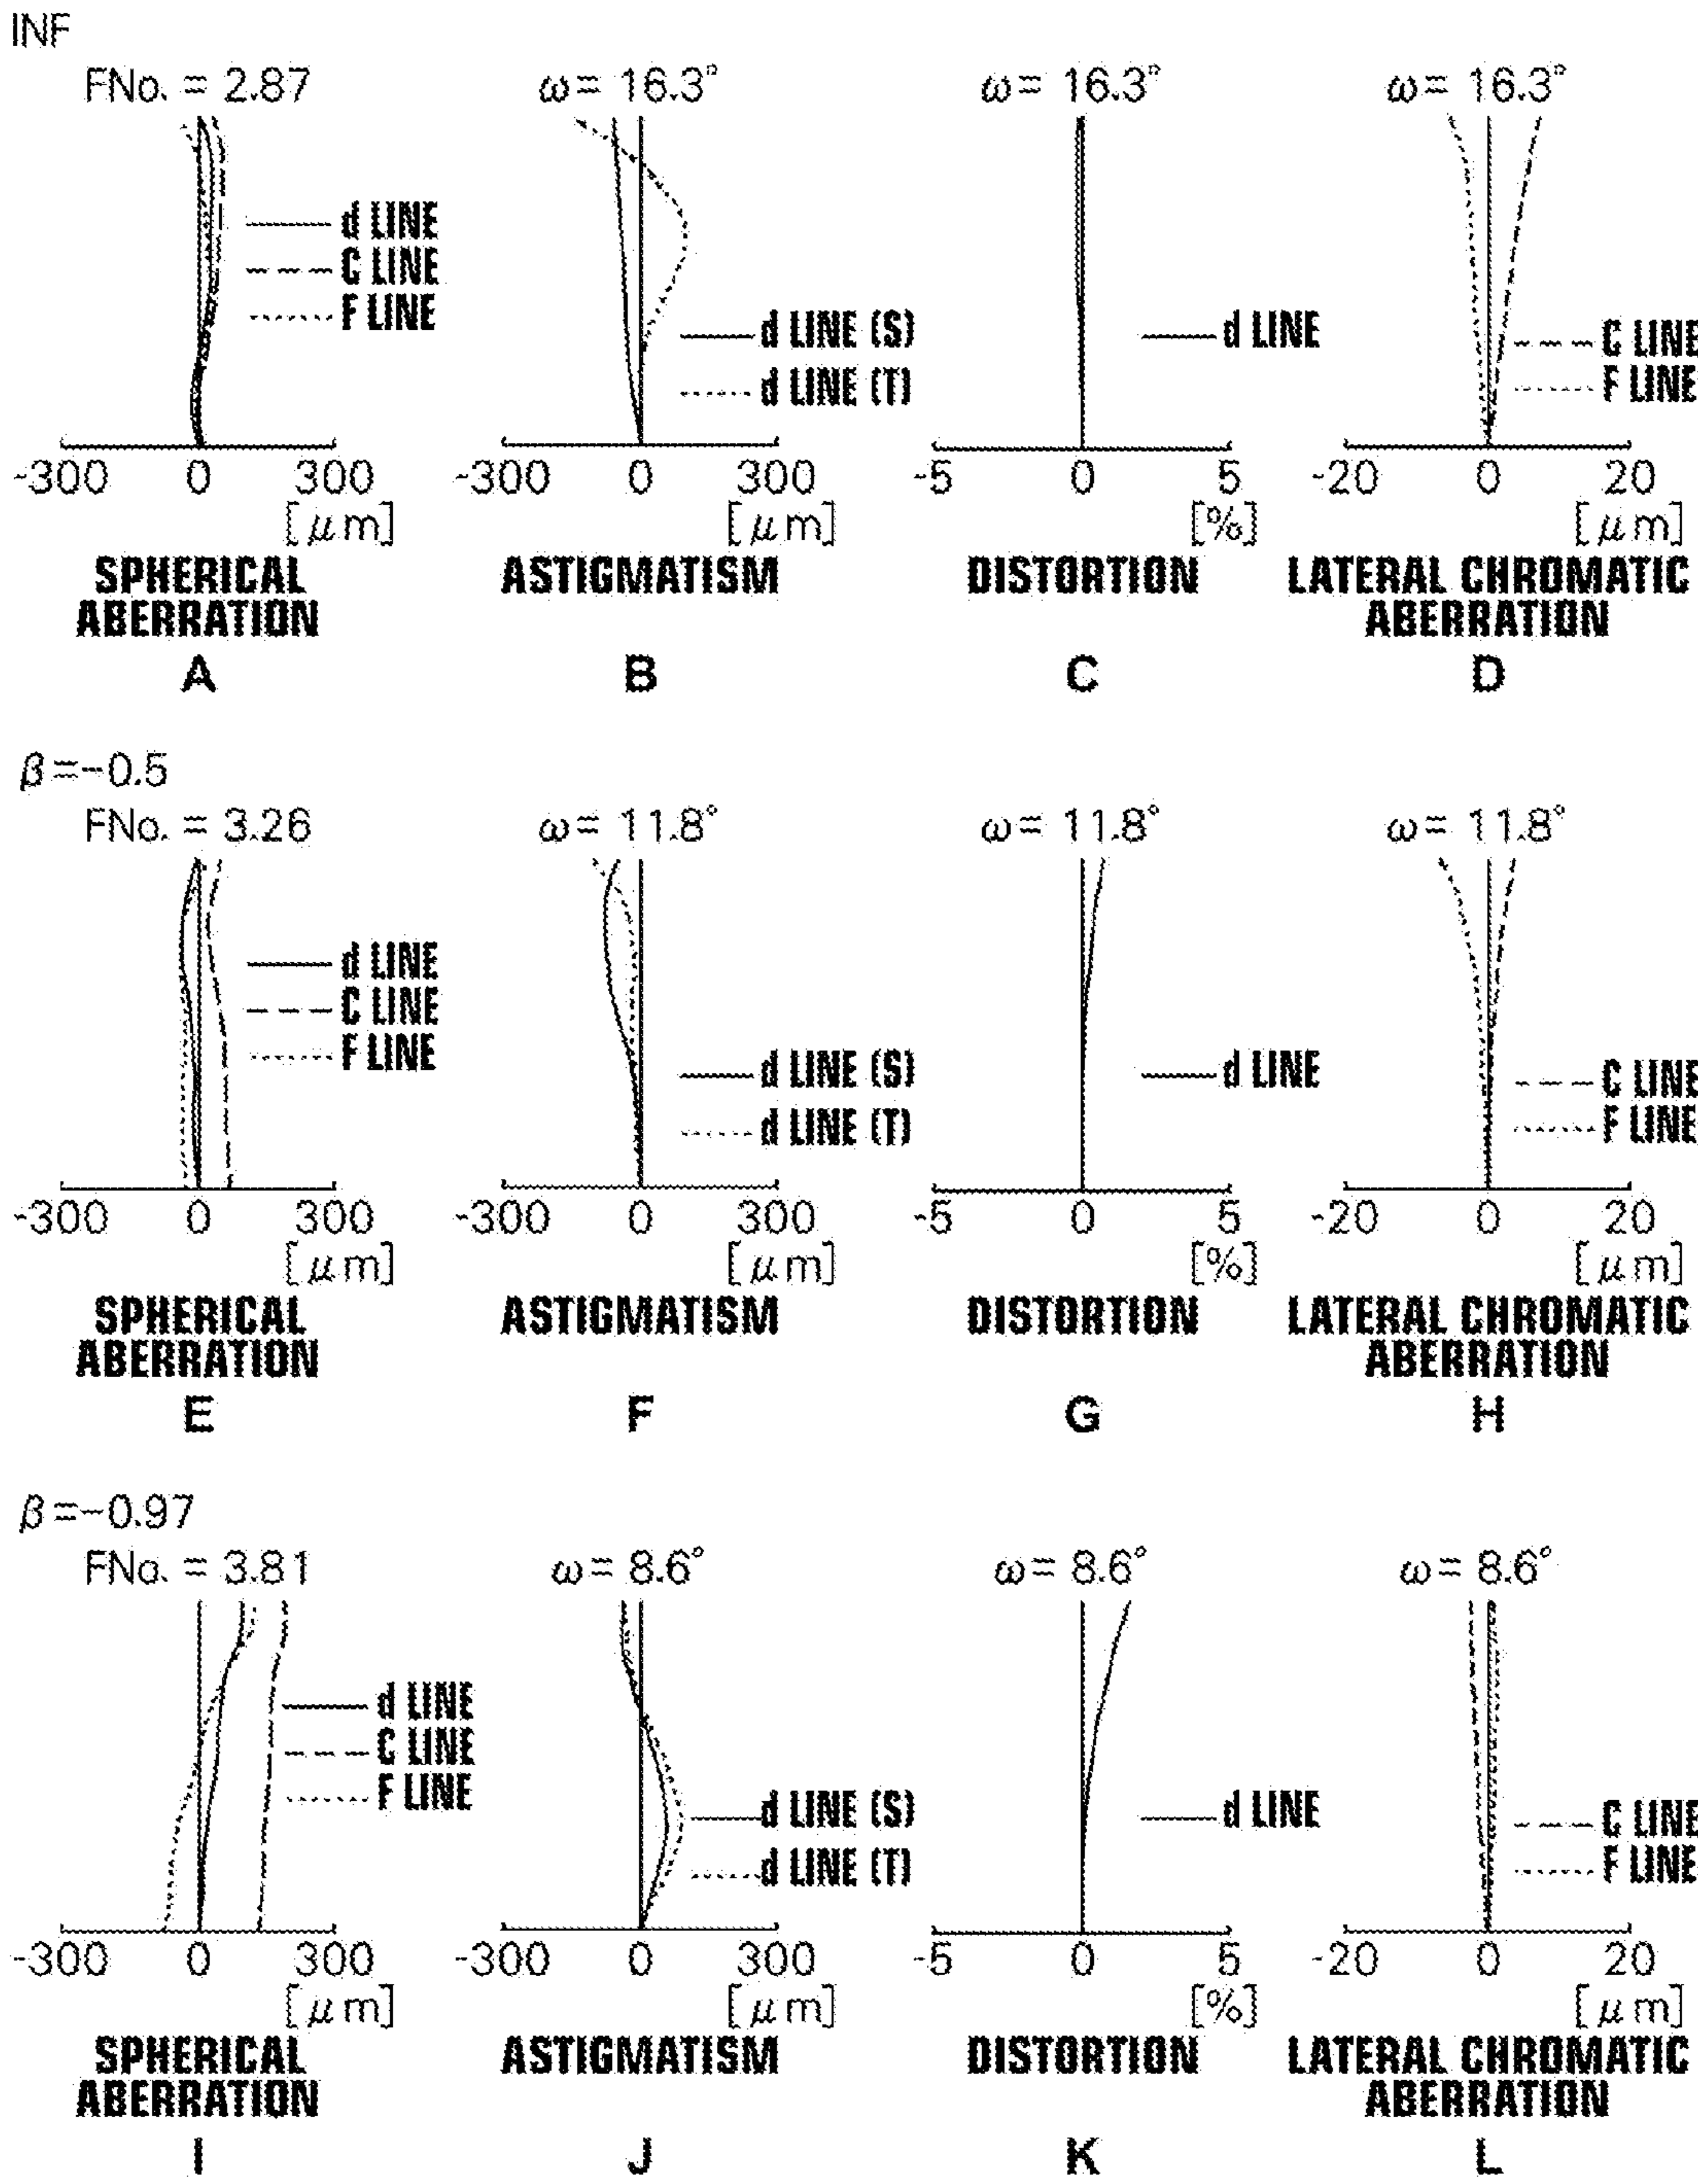 INF
FNo. = 2.87
ω= 16.3°
ω= 16.3°
ω= 16.3°
d LINE
C LINE
F LINE
d LINE (S)
d LINE (T)
d LINE
C LINE
F LINE
-300 0 300
-300 0 300
-5 0 5
-20 0 20
[μm]
[μm]
[%]
[μm]
SPHERICAL
ABERRATION
ASTIGMATISM
DISTORTION
LATERAL CHROMATIC
ABERRATION
A
B
C
D
β=-0.5
FNo. = 3.26
ω= 11.8°
ω= 11.8°
ω= 11.8°
d LINE
C LINE
F LINE
d LINE (S)
d LINE (T)
d LINE
C LINE
F LINE
-300 0 300
-300 0 300
-5 0 5
-20 0 20
[μm]
[μm]
[%]
[μm]
SPHERICAL
ABERRATION
ASTIGMATISM
DISTORTION
LATERAL CHROMATIC
ABERRATION
E
F
G
H
β=-0.97
FNo. = 3.81
ω= 8.6°
ω= 8.6°
ω= 8.6°
d LINE
C LINE
F LINE
d LINE (S)
d LINE (T)
d LINE
C LINE
F LINE
-300 0 300
-300 0 300
-5 0 5
-20 0 20
[μm]
[μm]
[%]
[μm]
SPHERICAL
ABERRATION
ASTIGMATISM
DISTORTION
LATERAL CHROMATIC
ABERRATION
I
J
K
L